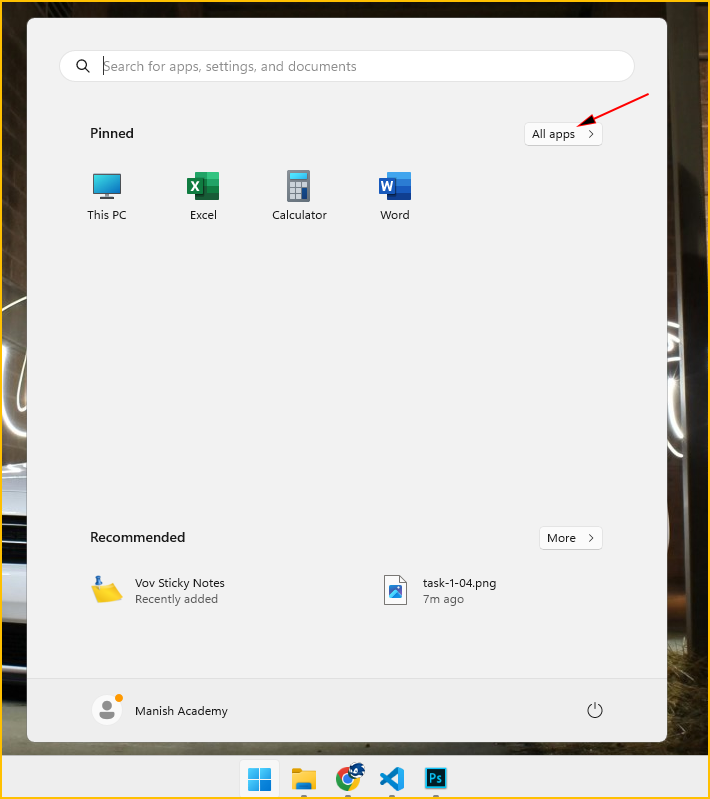 Search for apps, settings, and documents
Pinned
All apps
This PC
Excel
Calculator
Word
Recommended
More
Vov Sticky Notes
Recently added
task-1-04.png
7m ago
Manish Academy
Ps